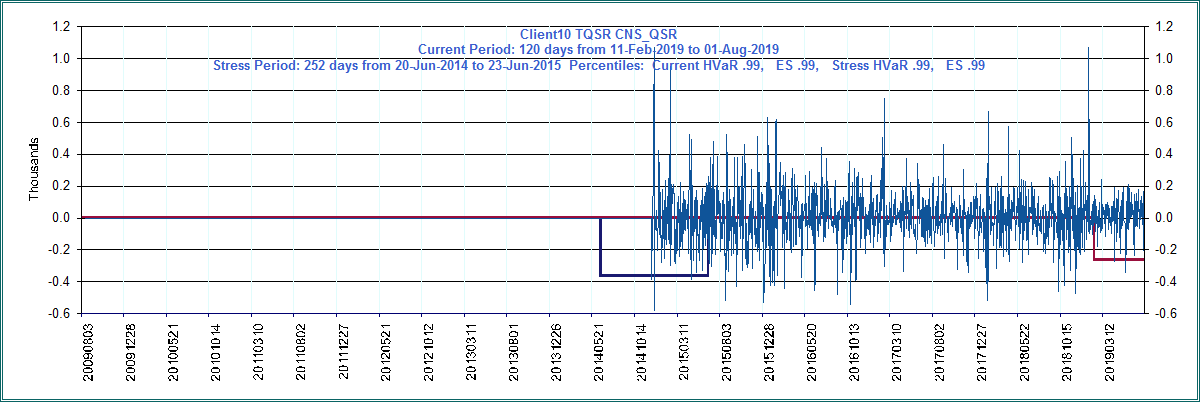 Client10 TQSR CNS_QSR
Current Period: 120 days from 11-Feb 2019 to 01-Aug-2019
Stress Period: 252 days from 20-Jun-2014 to 23-Jun-2015 Percentiles: Current HVaR .99, ES .99, Stress HVaR .99, ES .99
1.2 1.2
1.0 1.0
0.8 0.8
0.6 0.6
0.4 0.4
0.2 0.2
0.0 0.0
-0.2 -0.2
-0.4 -0.4
-0.6 -0.6
Thousands
20090803 20091228 20100521 20101014 20110310 20110802 20111227 20120521 20121012 20130311 20130801 20131226 20140521 20141014 20150311 20150803 20151228 20160520 20161013 20170310 20170802 20171227 20180522 20181015 20190312